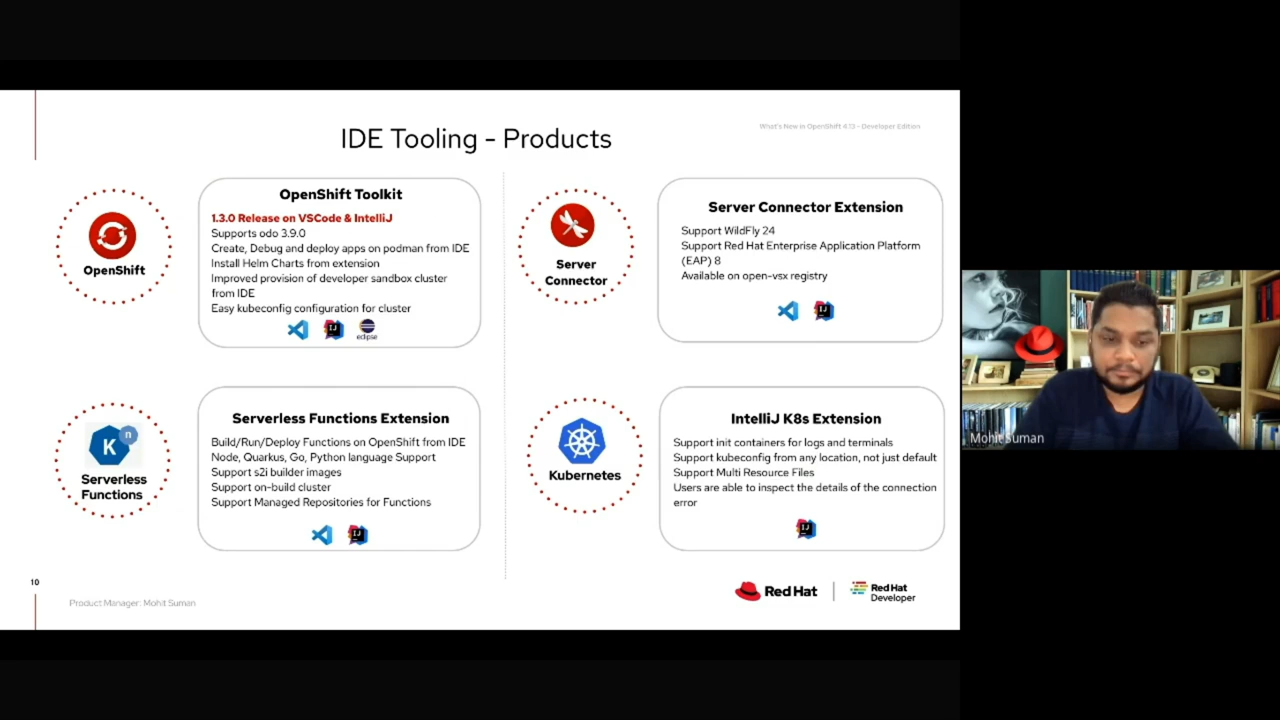 What's New in OpenShift 4.13 - Developer Edition
IDE Tooling - Products
OpenShift
OpenShift Toolkit
1.3.0 Release on VSCode & IntelliJ
Supports odo 3.9.0
Create, Debug and deploy apps on podman from IDE
Install Helm Charts from extension
Improved provision of developer sandbox cluster
from IDE
Easy kubeconfig configuration for cluster
IJ
eclipse
Server
Connector
Server Connector Extension
Support WildFly 24
Support Red Hat Enterprise Application Platform
(EAP) 8
Available on open-vsx registry
IJ
K
n
Serverless
Functions
Serverless Functions Extension
Build/Run/Deploy Functions on OpenShift from IDE
Node, Quarkus, Go, Python language Support
Support s2i builder images
Support on-build cluster
Support Managed Repositories for Functions
IJ
Kubernetes
IntelliJ K8s Extension
Support init containers for logs and terminals
Support kubeconfig from any location, not just default
Support Multi Resource Files
Users are able to inspect the details of the connection
error
IJ
10
Product Manager: Mohit Suman
Red Hat
Red Hat
Developer
Mohit Suman